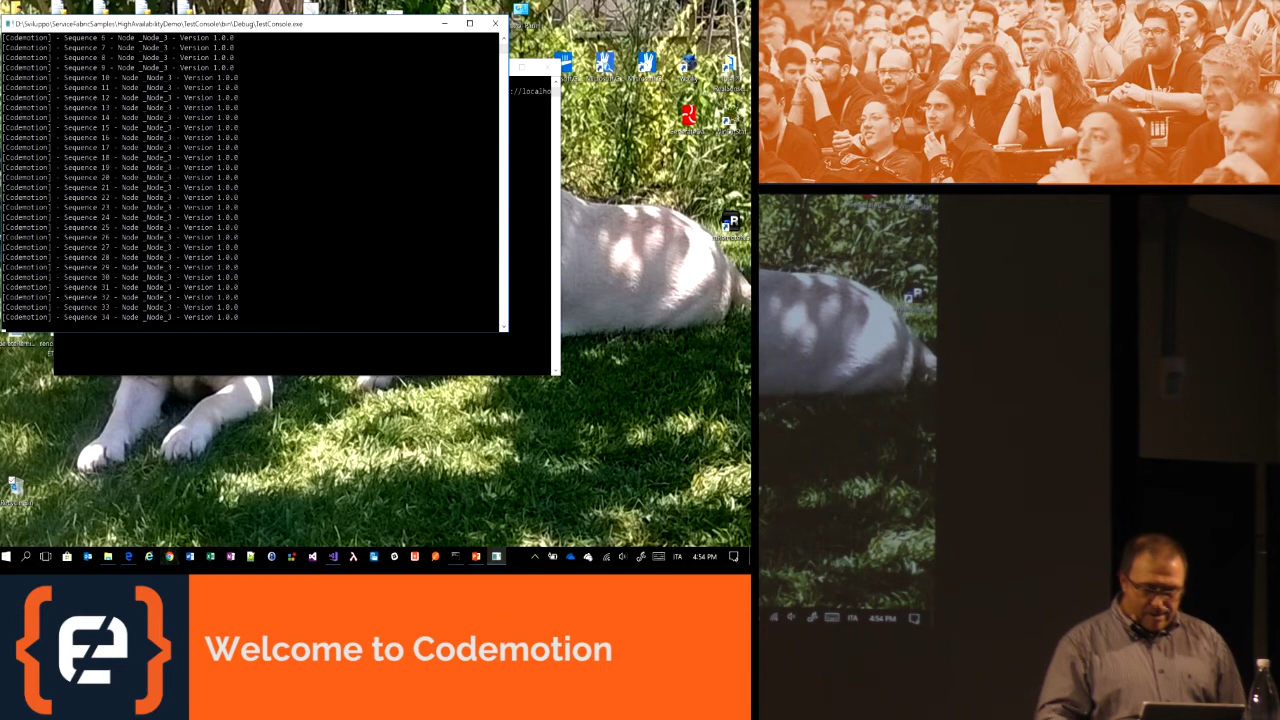 D:\Sviluppo\ServiceFabricSamples\HighAvailabilityDemo\TestConsole\bin\Debug\TestConsole.exe
[Codemotion] - Sequence 6 - Node _Node_3 - Version 1.0.0
[Codemotion] - Sequence 7 - Node _Node_3 - Version 1.0.0
[Codemotion] - Sequence 8 - Node _Node_3 - Version 1.0.0
[Codemotion] - Sequence 9 - Node _Node_3 - Version 1.0.0
[Codemotion] - Sequence 10 - Node _Node_3 - Version 1.0.0
[Codemotion] - Sequence 11 - Node _Node_3 - Version 1.0.0
[Codemotion] - Sequence 12 - Node _Node_3 - Version 1.0.0
[Codemotion] - Sequence 13 - Node _Node_3 - Version 1.0.0
[Codemotion] - Sequence 14 - Node _Node_3 - Version 1.0.0
[Codemotion] - Sequence 15 - Node _Node_3 - Version 1.0.0
[Codemotion] - Sequence 16 - Node _Node_3 - Version 1.0.0
[Codemotion] - Sequence 17 - Node _Node_3 - Version 1.0.0
[Codemotion] - Sequence 18 - Node _Node_3 - Version 1.0.0
[Codemotion] - Sequence 19 - Node _Node_3 - Version 1.0.0
[Codemotion] - Sequence 20 - Node _Node_3 - Version 1.0.0
[Codemotion] - Sequence 21 - Node _Node_3 - Version 1.0.0
[Codemotion] - Sequence 22 - Node _Node_3 - Version 1.0.0
[Codemotion] - Sequence 23 - Node _Node_3 - Version 1.0.0
[Codemotion] - Sequence 24 - Node _Node_3 - Version 1.0.0
[Codemotion] - Sequence 25 - Node _Node_3 - Version 1.0.0
[Codemotion] - Sequence 26 - Node _Node_3 - Version 1.0.0
[Codemotion] - Sequence 27 - Node _Node_3 - Version 1.0.0
[Codemotion] - Sequence 28 - Node _Node_3 - Version 1.0.0
[Codemotion] - Sequence 29 - Node _Node_3 - Version 1.0.0
[Codemotion] - Sequence 30 - Node _Node_3 - Version 1.0.0
[Codemotion] - Sequence 31 - Node _Node_3 - Version 1.0.0
[Codemotion] - Sequence 32 - Node _Node_3 - Version 1.0.0
[Codemotion] - Sequence 33 - Node _Node_3 - Version 1.0.0
[Codemotion] - Sequence 34 - Node _Node_3 - Version 1.0.0
://localho
ITA 4:54 PM
ITA 4:54 PM
Welcome to Codemotion